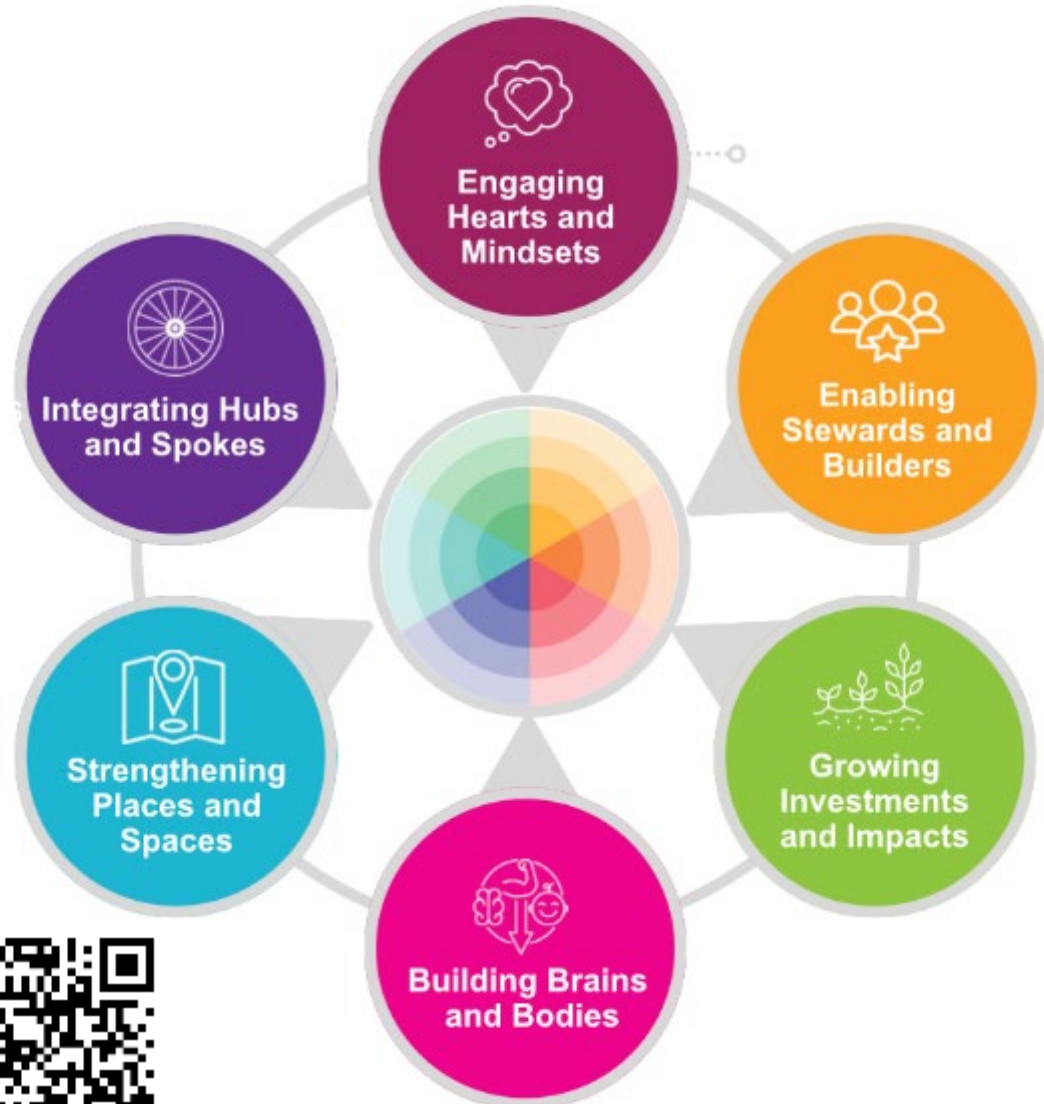 Engaging
Hearts and
Mindsets
Enabling
Stewards and
Builders
Growing
Investments
and Impacts
Building Brains
and Bodies
Strengthening
Places and
Spaces
Integrating Hubs
and Spokes